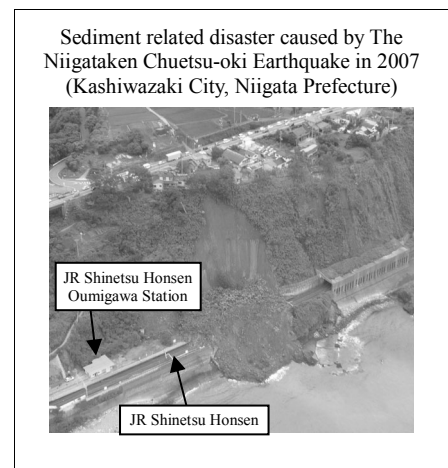 Sediment related disaster caused by The
Niigataken Chuetsu-oki Earthquake in 2007
(Kashiwazaki City, Niigata Prefecture)
JR Shinetsu Honsen
Oumigawa Station
JR Shinetsu Honsen